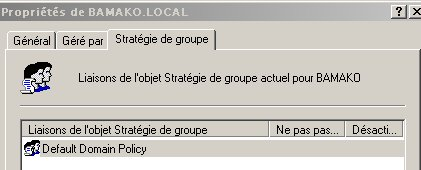 Propriétés de BAMAKO.LOCAL
Général Géré par Stratégie de groupe
Liaisons de l'objet Stratégie de groupe actuel pour BAMAKO
Liaisons de l'objet Stratégie de groupe Ne pas pas... Désacti...
Default Domain Policy